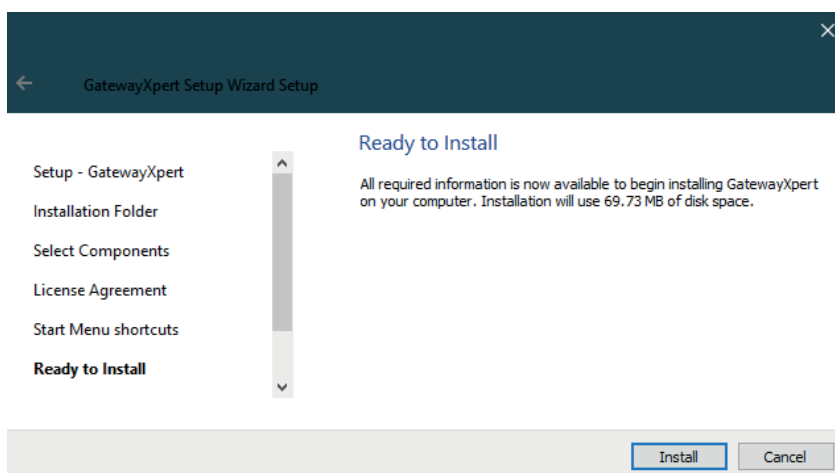 GatewayXpert Setup Wizard Setup
Setup - GatewayXpert
Installation Folder
Select Components
License Agreement
Start Menu shortcuts
Ready to Install
Ready to Install
All required information is now available to begin installing GatewayXpert
on your computer. Installation will use 69.73 MB of disk space.
Install
Cancel